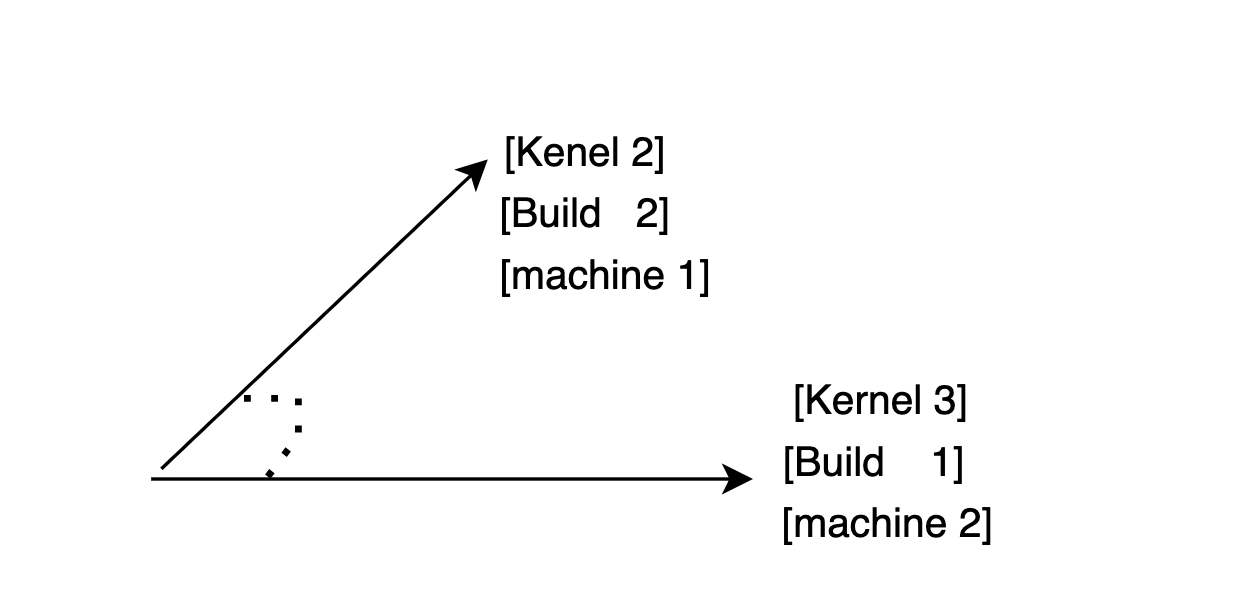 [Kenel 2]
[Build 2]
[machine 1]
[Kernel 3]
[Build 1]
[machine 2]